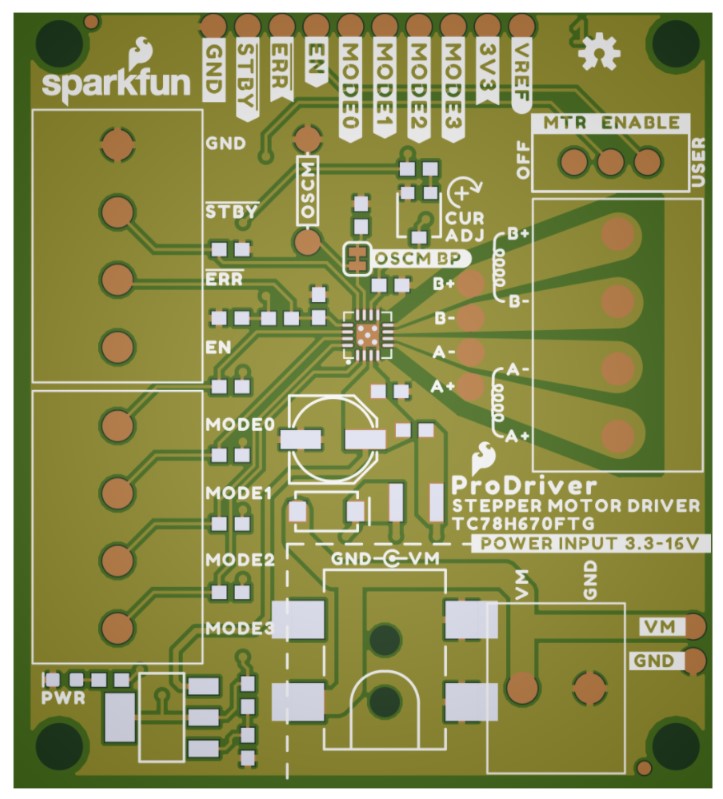 sparkfun
GND
STBY
ERR
EN
MODE0
MODE1
MODE2
MODE3
3V3
VREF
MTR ENABLE
OFF
USER
GND
OSCM
STBY
CUR
ADJ
B+
OSCM BP
ERR
B+
B-
B-
EN
A-
A-
A+
MODE0
A+
ProDriver
MODE1
STEPPER MOTOR DRIVER
TC78H670FTG
POWER INPUT 3.3-16V
MODE2
GND VM
VM
GND
MODE3
VM
GND
PWR